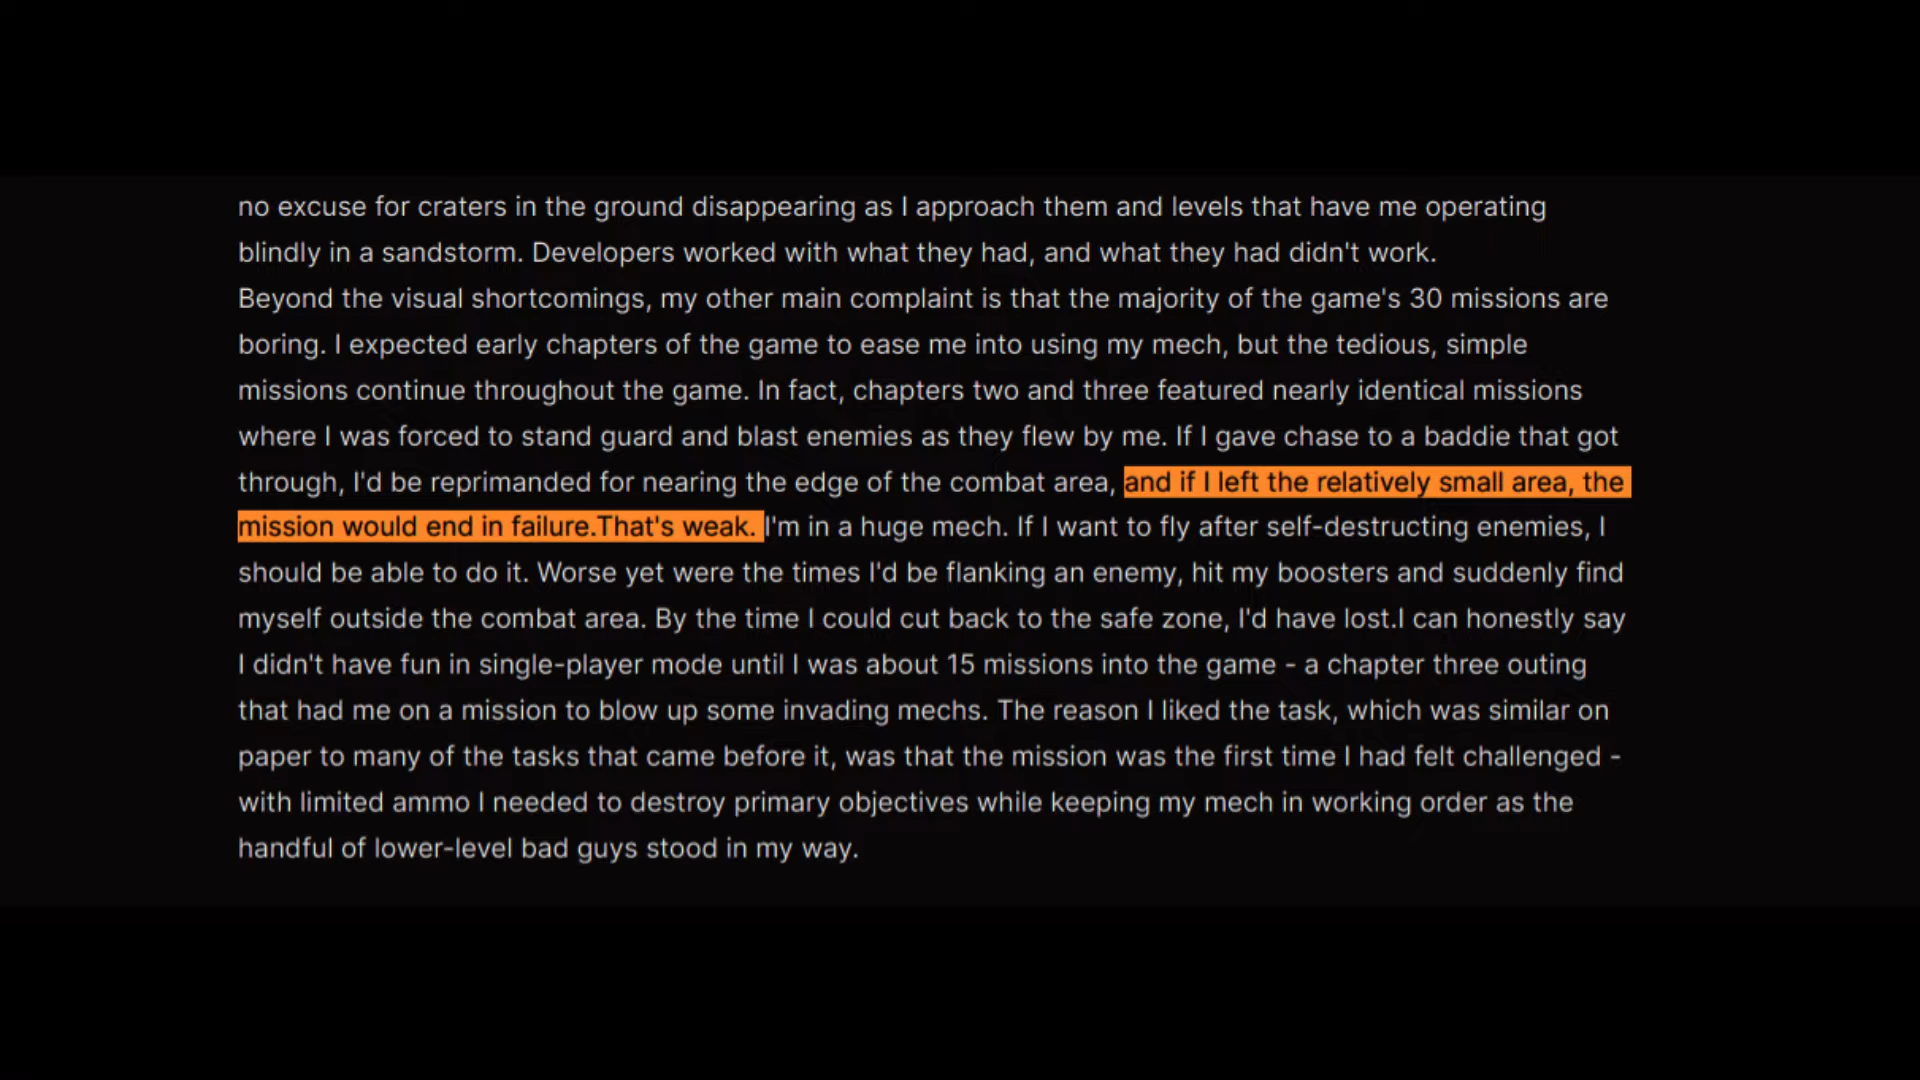 no excuse for craters in the ground disappearing as I approach them and levels that have me operating
blindly in a sandstorm. Developers worked with what they had, and what they had didn't work.
Beyond the visual shortcomings, my other main complaint is that the majority of the game's 30 missions are
boring. I expected early chapters of the game to ease me into using my mech, but the tedious, simple
missions continue throughout the game. In fact, chapters two and three featured nearly identical missions
where I was forced to stand guard and blast enemies as they flew by me. If I gave chase to a baddie that got
through, I'd be reprimanded for nearing the edge of the combat area, and if I left the relatively small area, the
mission would end in failure.That's weak. I'm in a huge mech. If I want to fly after self-destructing enemies, I
should be able to do it. Worse yet were the times I'd be flanking an enemy, hit my boosters and suddenly find
myself outside the combat area. By the time I could cut back to the safe zone, I'd have lost.I can honestly say
I didn't have fun in single-player mode until I was about 15 missions into the game - a chapter three outing
that had me on a mission to blow up some invading mechs. The reason I liked the task, which was similar on
paper to many of the tasks that came before it, was that the mission was the first time I had felt challenged -
with limited ammo I needed to destroy primary objectives while keeping my mech in working order as the
handful of lower-level bad guys stood in my way.